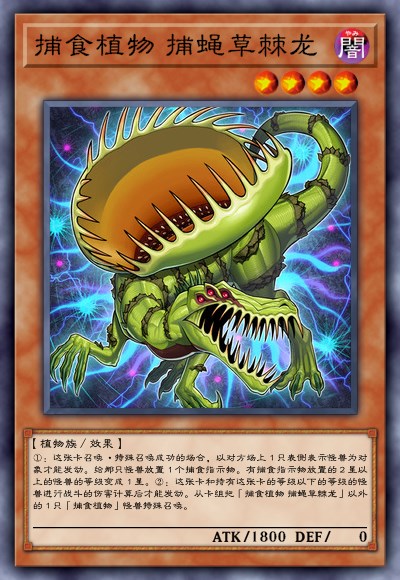 捕食植物 捕蝇草棘龙
やみ
闇
【植物族／效果】
①：这张卡召唤·特殊召唤成功的场合，以对方场上1只表侧表示怪兽为对
象才能发动。给那只怪兽放置1个捕食指示物。有捕食指示物放置的2星以
上的怪兽的等级变成1星。②：这张卡和持有这张卡的等级以下的等级的怪
兽进行战斗的伤害计算后才能发动。从卡组把「捕食植物 捕蝇草棘龙」以外
的1只「捕食植物」怪兽特殊召唤。
ATK/1800 DEF/ 0